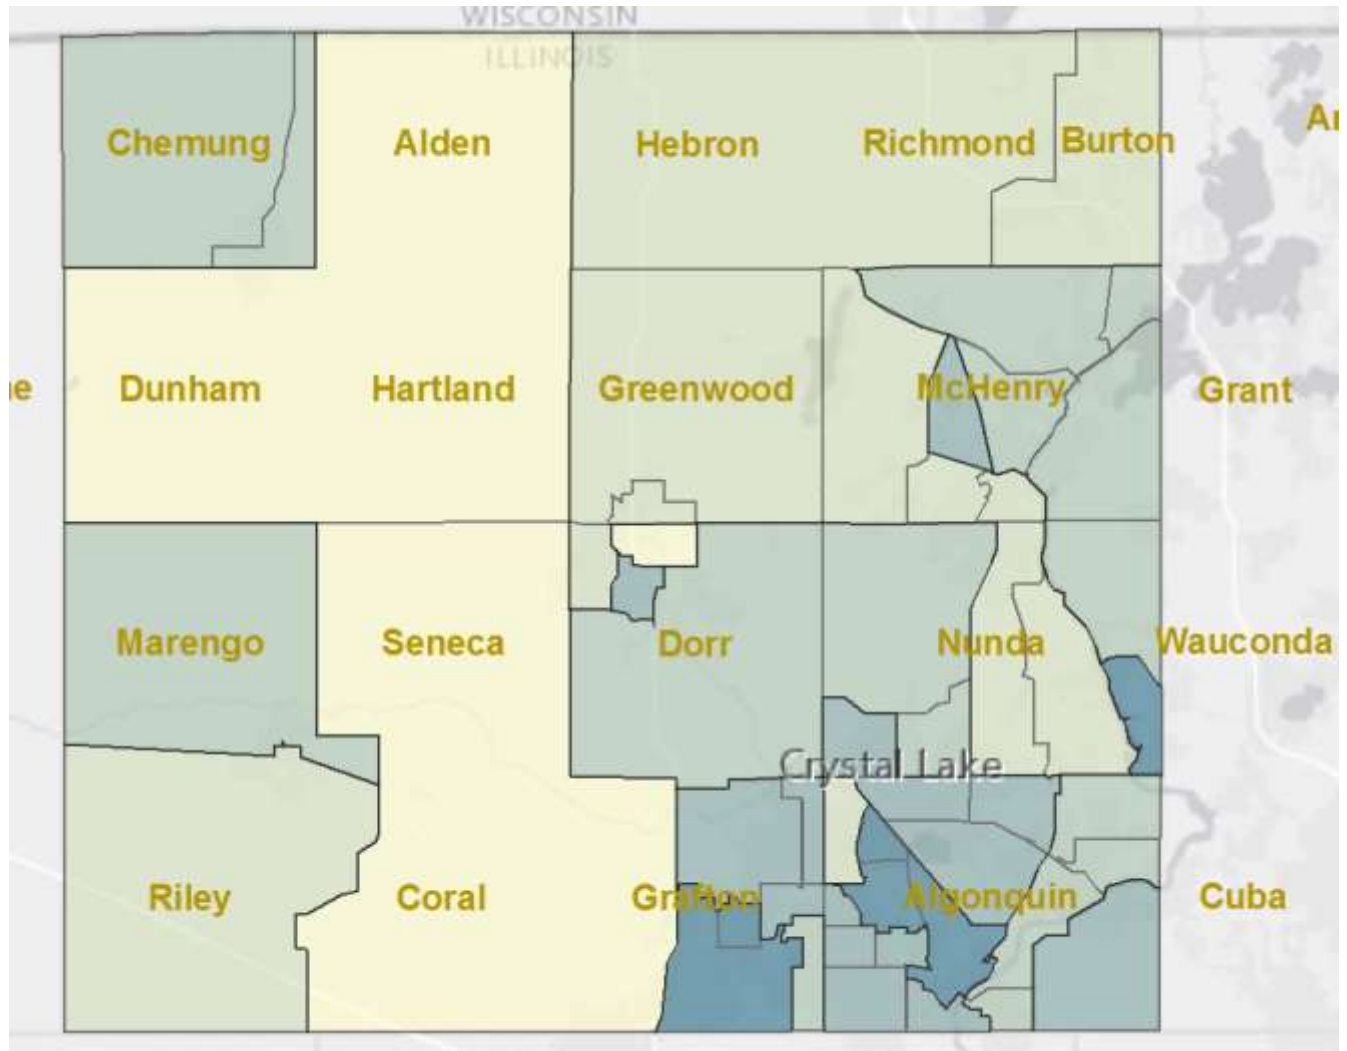 WISCONSIN
ILLINOIS
Chemung Alden Hebron Richmond Burton
Dunham Hartland Greenwood McHenry Grant
Marengo Seneca Dorr Nunda Wauconda
Crystal Lake
Riley Coral Grafton Algonquin Cuba